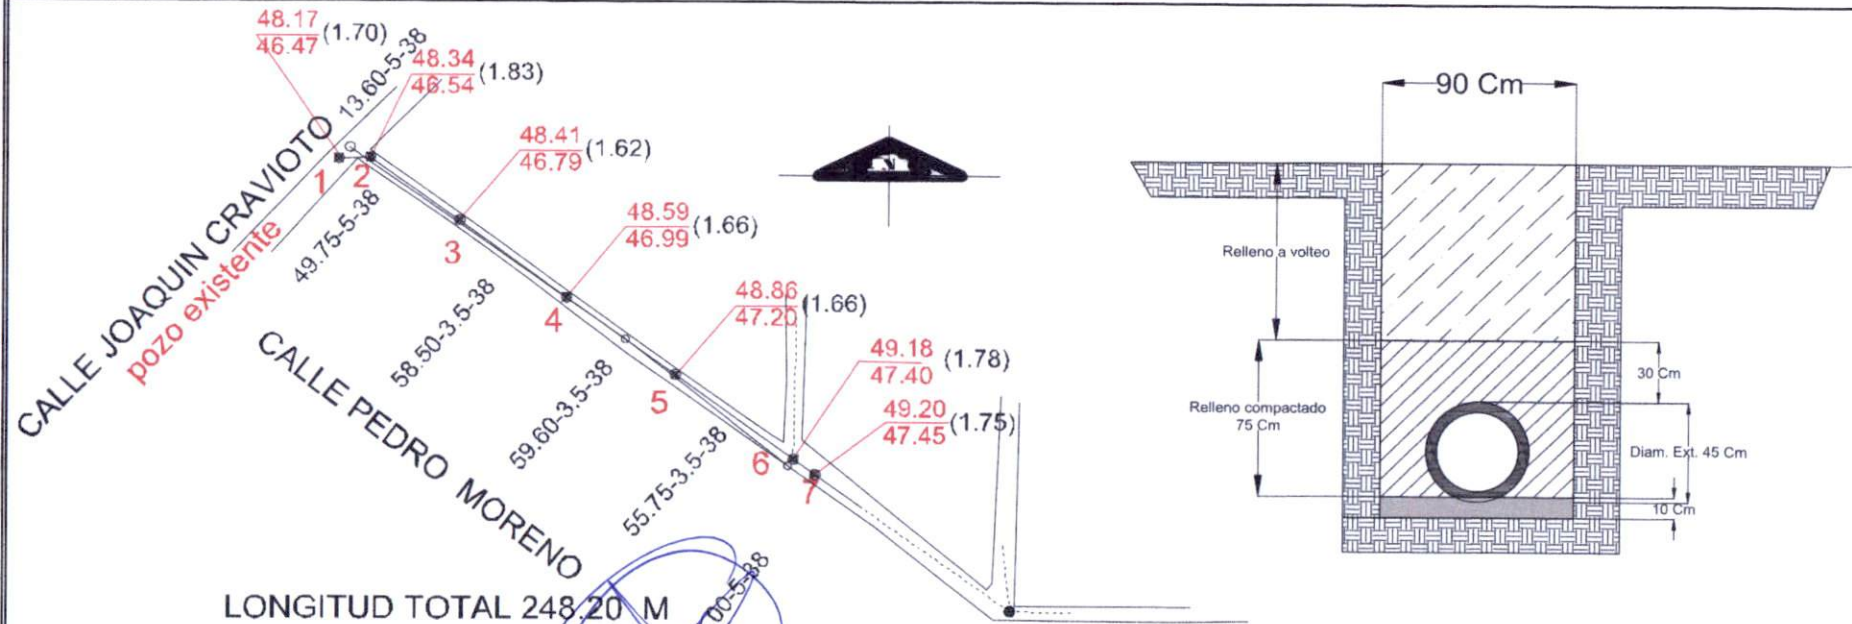 48.17
46.47 (1.70)
13.60-5-38
48.34
46.54 (1.83)
48.41
46.79 (1.62)
48.59
46.99 (1.66)
48.86
47.20 (1.66)
49.18
47.40 (1.78)
49.20
47.45 (1.75)
1
2
3
4
5
6
7
CALLE JOAQUIN CRAVIOTO
pozo existente
49.75-5-38
58.50-3.5-38
59.60-3.5-38
55.75-3.5-38
00-5-38
CALLE PEDRO MORENO
LONGITUD TOTAL 248.20 M
N
90 Cm
Relleno a volteo
30 Cm
Relleno compactado
75 Cm
Diam. Ext. 45 Cm
10 Cm